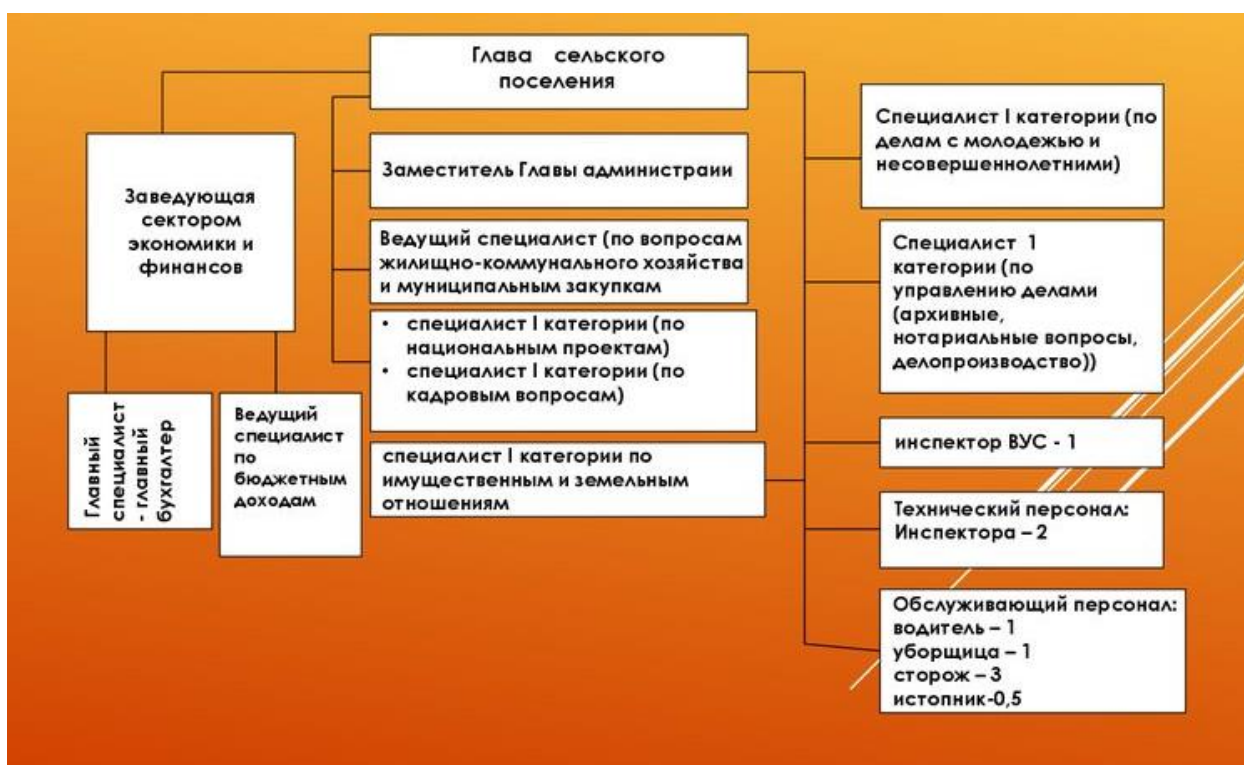 Глава сельского
поселения
Заведующая
сектором
экономики и
финансов
Главный
специалист
- главный
бухгалтер
Ведущий
специалист
по
бюджетным
доходам
Заместитель Главы администраии
Ведущий специалист (по вопросам
жилищно-коммунального хозяйства
и муниципальным закупкам
• специалист I категории (по
национальным проектам)
• специалист I категории (по
кадровым вопросам)
специалист I категории по
имущественным и земельным
отношениям
Специалист I категории (по
делам с молодежью и
несовершеннолетними)
Специалист 1
категории (по
управлению делами
(архивные,
нотариальные вопросы,
делопроизводство))
инспектор ВУС - 1
Технический персонал:
Инспектора – 2
Обслуживающий персонал:
водитель – 1
уборщица – 1
сторож – 3
истопник-0,5